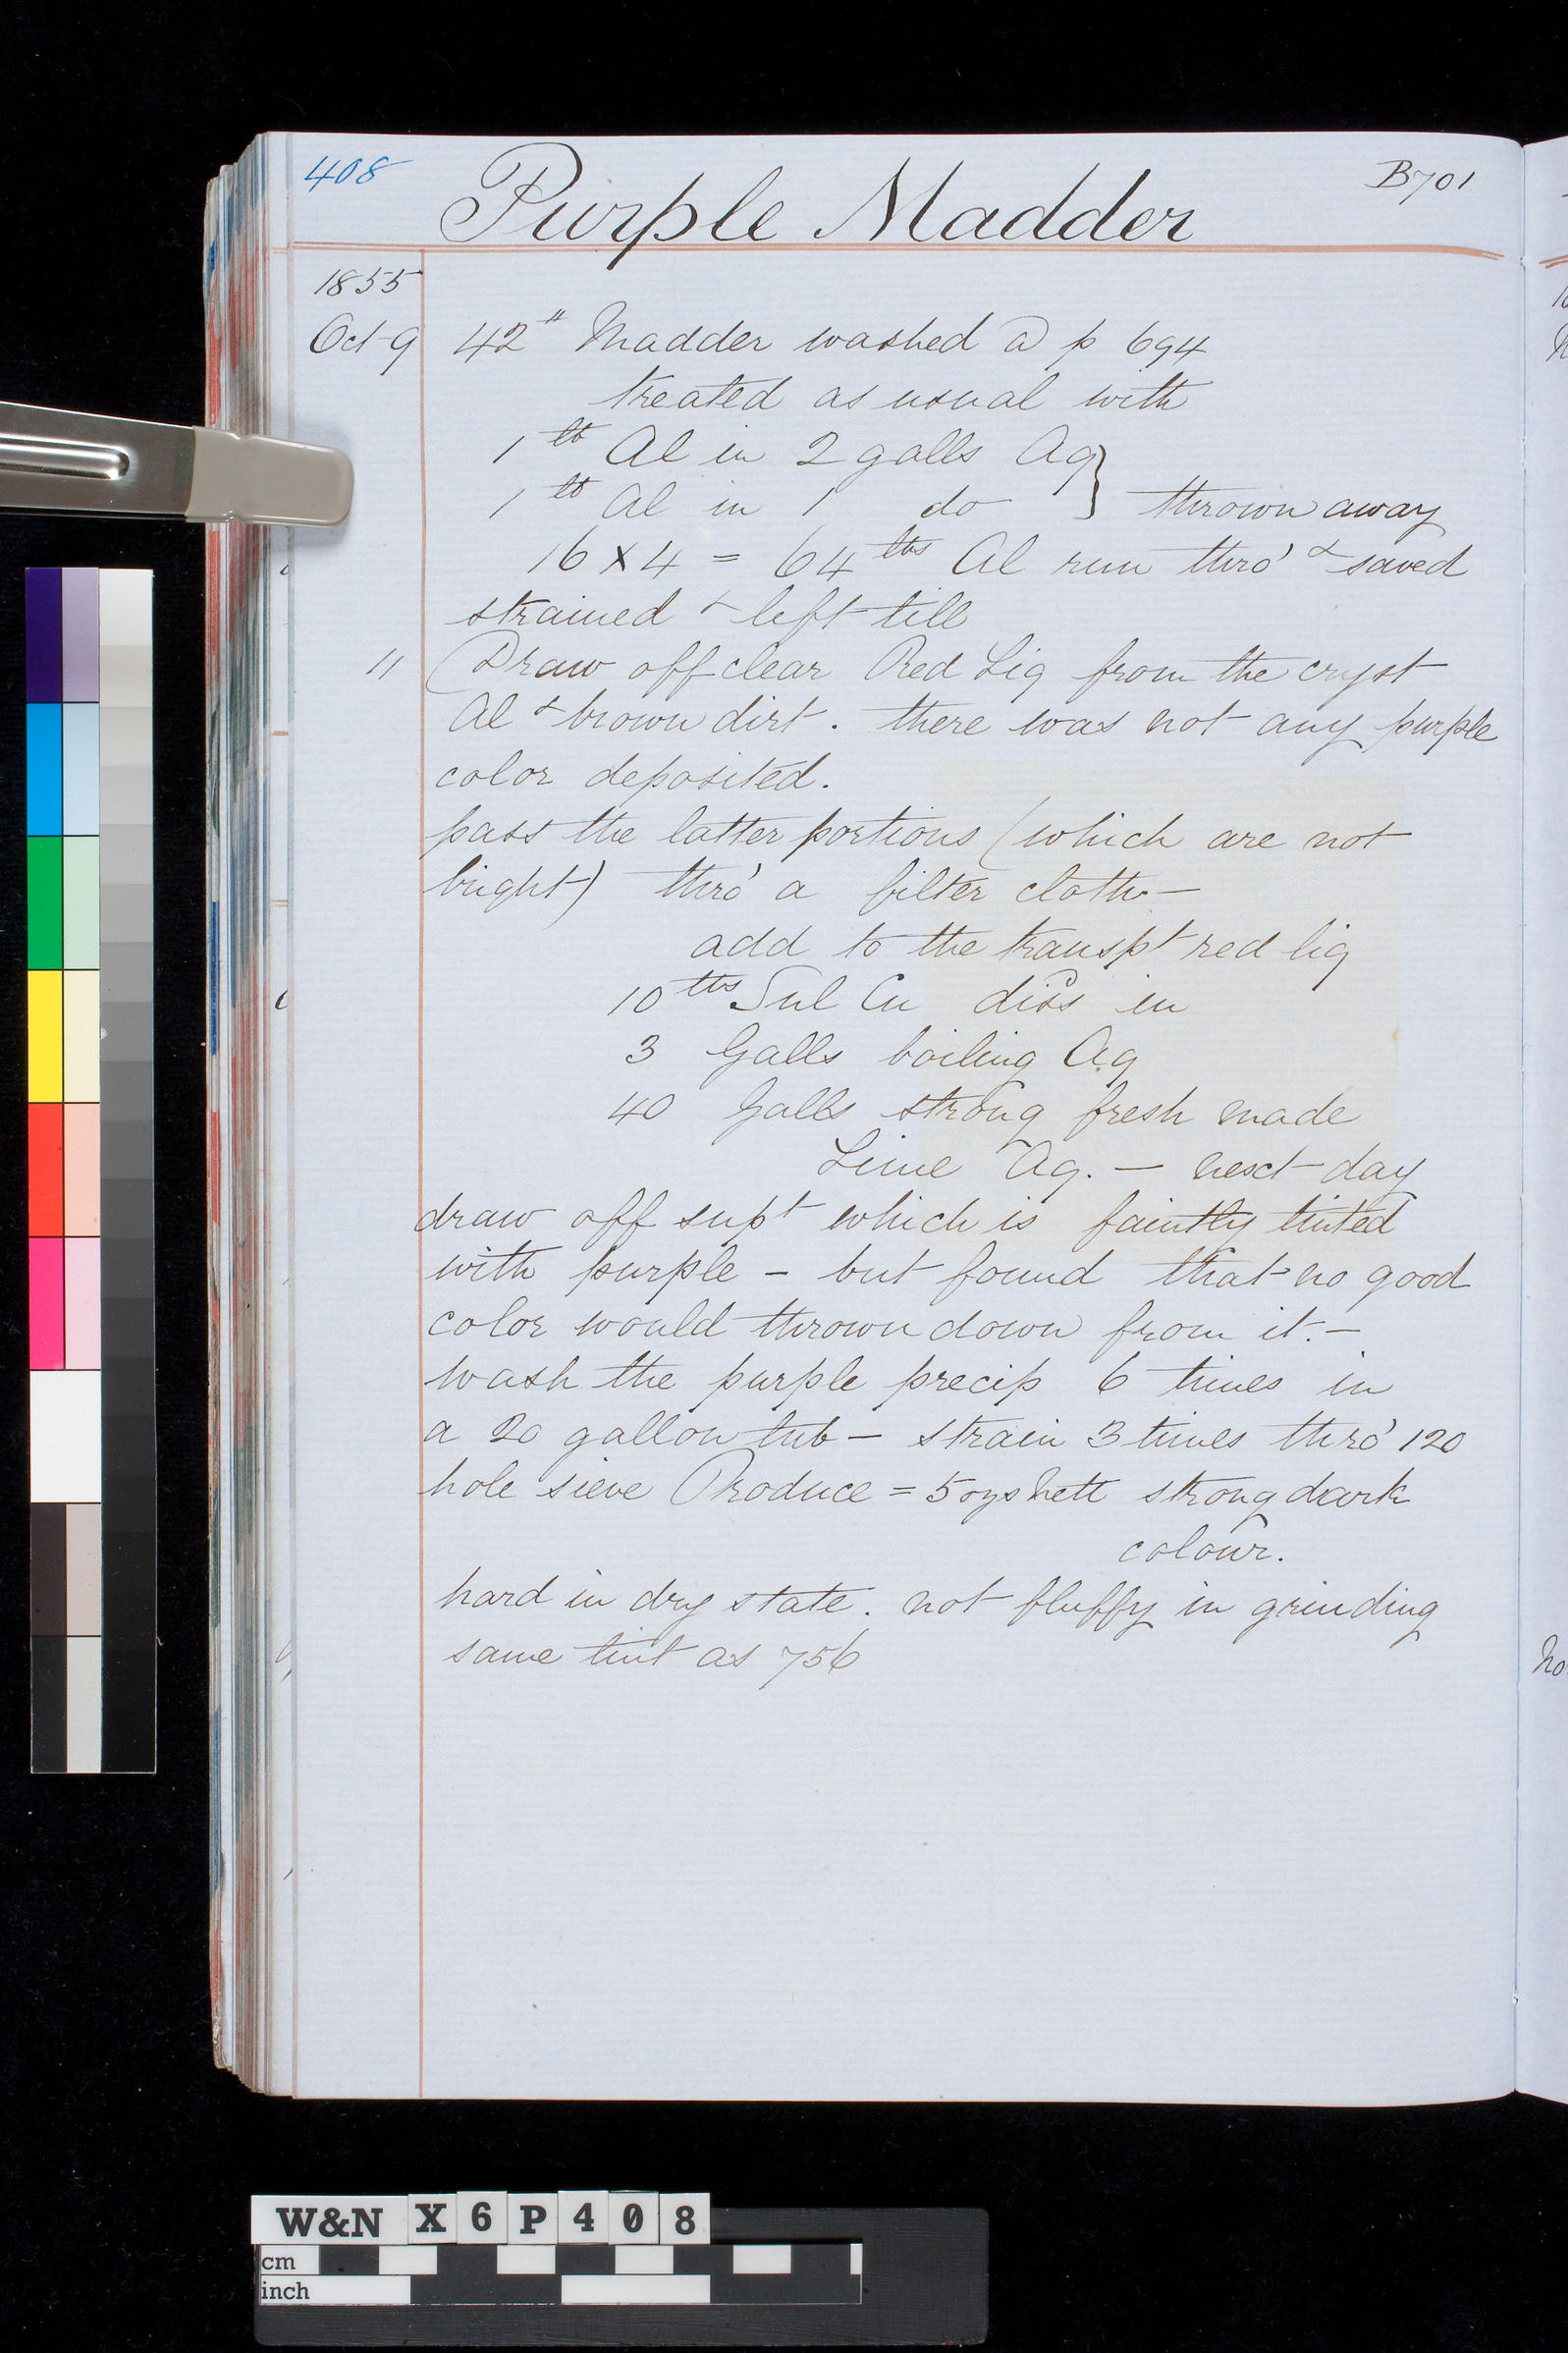 408
B701
Purple Madder
1855
Oct 9 42" Madder washed @ p 694
treated as usual with
1 lb Al in 2 galls Aq
1 lb Al in 1 do } thrown away
16 x 4 = 64 lbs Al run thro' & saved
strained & left till
11 Draw off clear Red Liq from the cryst
Al & brown dirt. there was not any purple
color deposited.
pass the latter portions (which are not
bright) thro' a filter cloth —
add to the transpt red liq
10 lbs Sul Cu diss in
3 Galls boiling Aq
40 Galls strong fresh made
Lime Aq. — next day
draw off supt which is faintly tinted
with purple - but found that no good
color would thrown down from it. -
wash the purple precip 6 times in
a 20 gallon tub - strain 3 times thro' 120
hole sieve Produce = 5 ozs nett strong dark
colour.
hard in dry state. not fluffy in grinding
same tint as 756
No
W&N X6P408
cm
inch